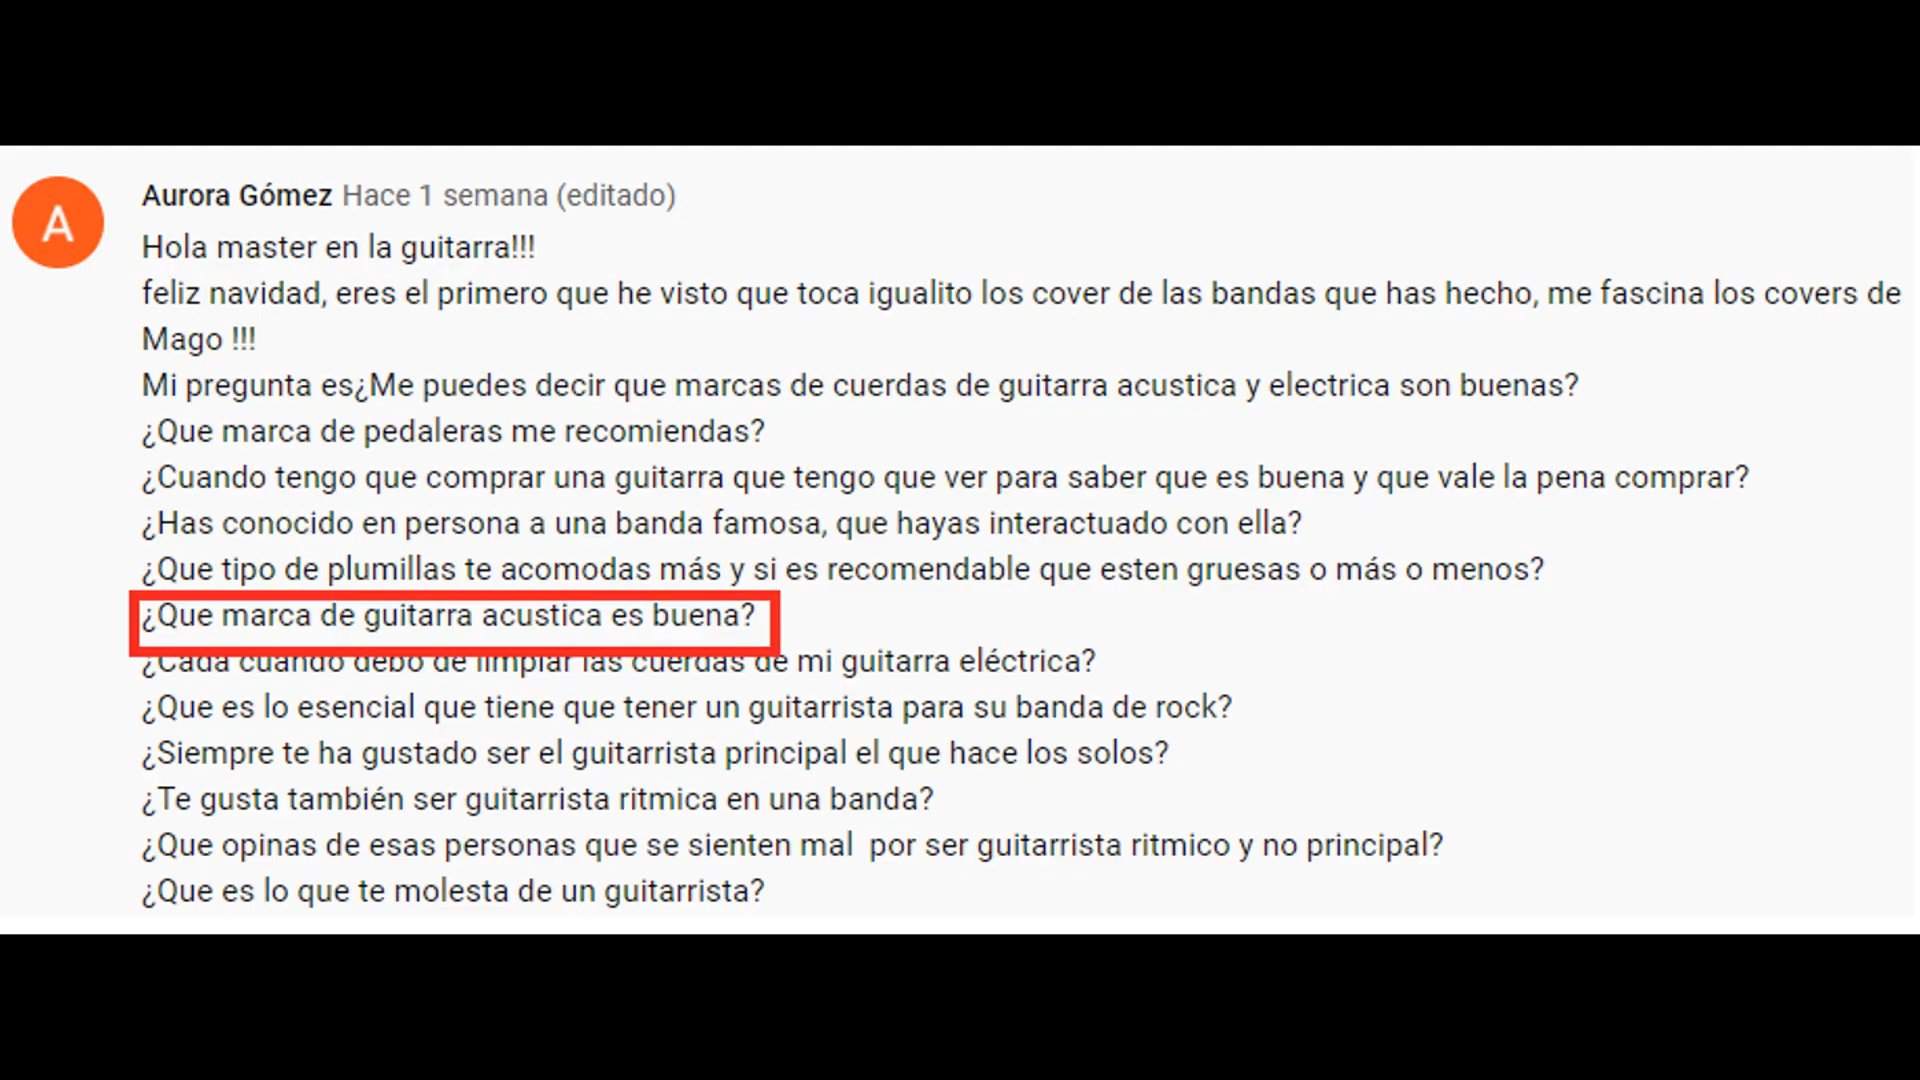 A
Aurora Gómez Hace 1 semana (editado)
Hola master en la guitarra!!!
feliz navidad, eres el primero que he visto que toca igualito los cover de las bandas que has hecho, me fascina los covers de
Mago !!!
Mi pregunta es¿Me puedes decir que marcas de cuerdas de guitarra acustica y electrica son buenas?
¿Que marca de pedaleras me recomiendas?
¿Cuando tengo que comprar una guitarra que tengo que ver para saber que es buena y que vale la pena comprar?
¿Has conocido en persona a una banda famosa, que hayas interactuado con ella?
¿Que tipo de plumillas te acomodas más y si es recomendable que esten gruesas o más o menos?
¿Que marca de guitarra acustica es buena?
¿Cada cuando debo de limpiar las cuerdas de mi guitarra eléctrica?
¿Que es lo esencial que tiene que tener un guitarrista para su banda de rock?
¿Siempre te ha gustado ser el guitarrista principal el que hace los solos?
¿Te gusta también ser guitarrista ritmica en una banda?
¿Que opinas de esas personas que se sienten mal  por ser guitarrista ritmico y no principal?
¿Que es lo que te molesta de un guitarrista?